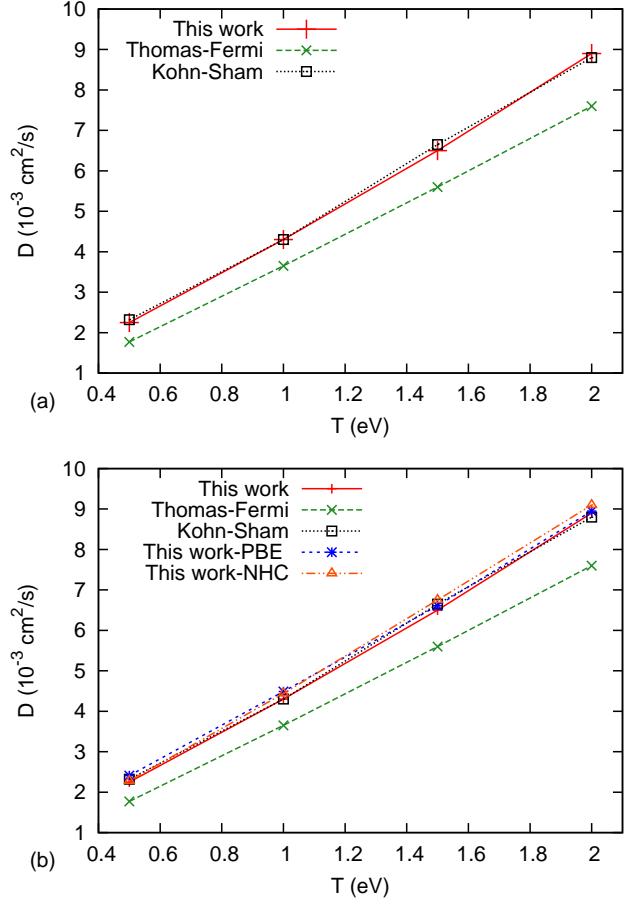 10
9
8
7
6
5
4
3
2
1
D (10⁻³ cm²/s)
This work
Thomas-Fermi
Kohn-Sham
0.4 0.6 0.8 1 1.2 1.4 1.6 1.8 2
(a)
T (eV)
10
9
8
7
6
5
4
3
2
1
D (10⁻³ cm²/s)
This work
Thomas-Fermi
Kohn-Sham
This work-PBE
This work-NHC
0.4 0.6 0.8 1 1.2 1.4 1.6 1.8 2
(b)
T (eV)